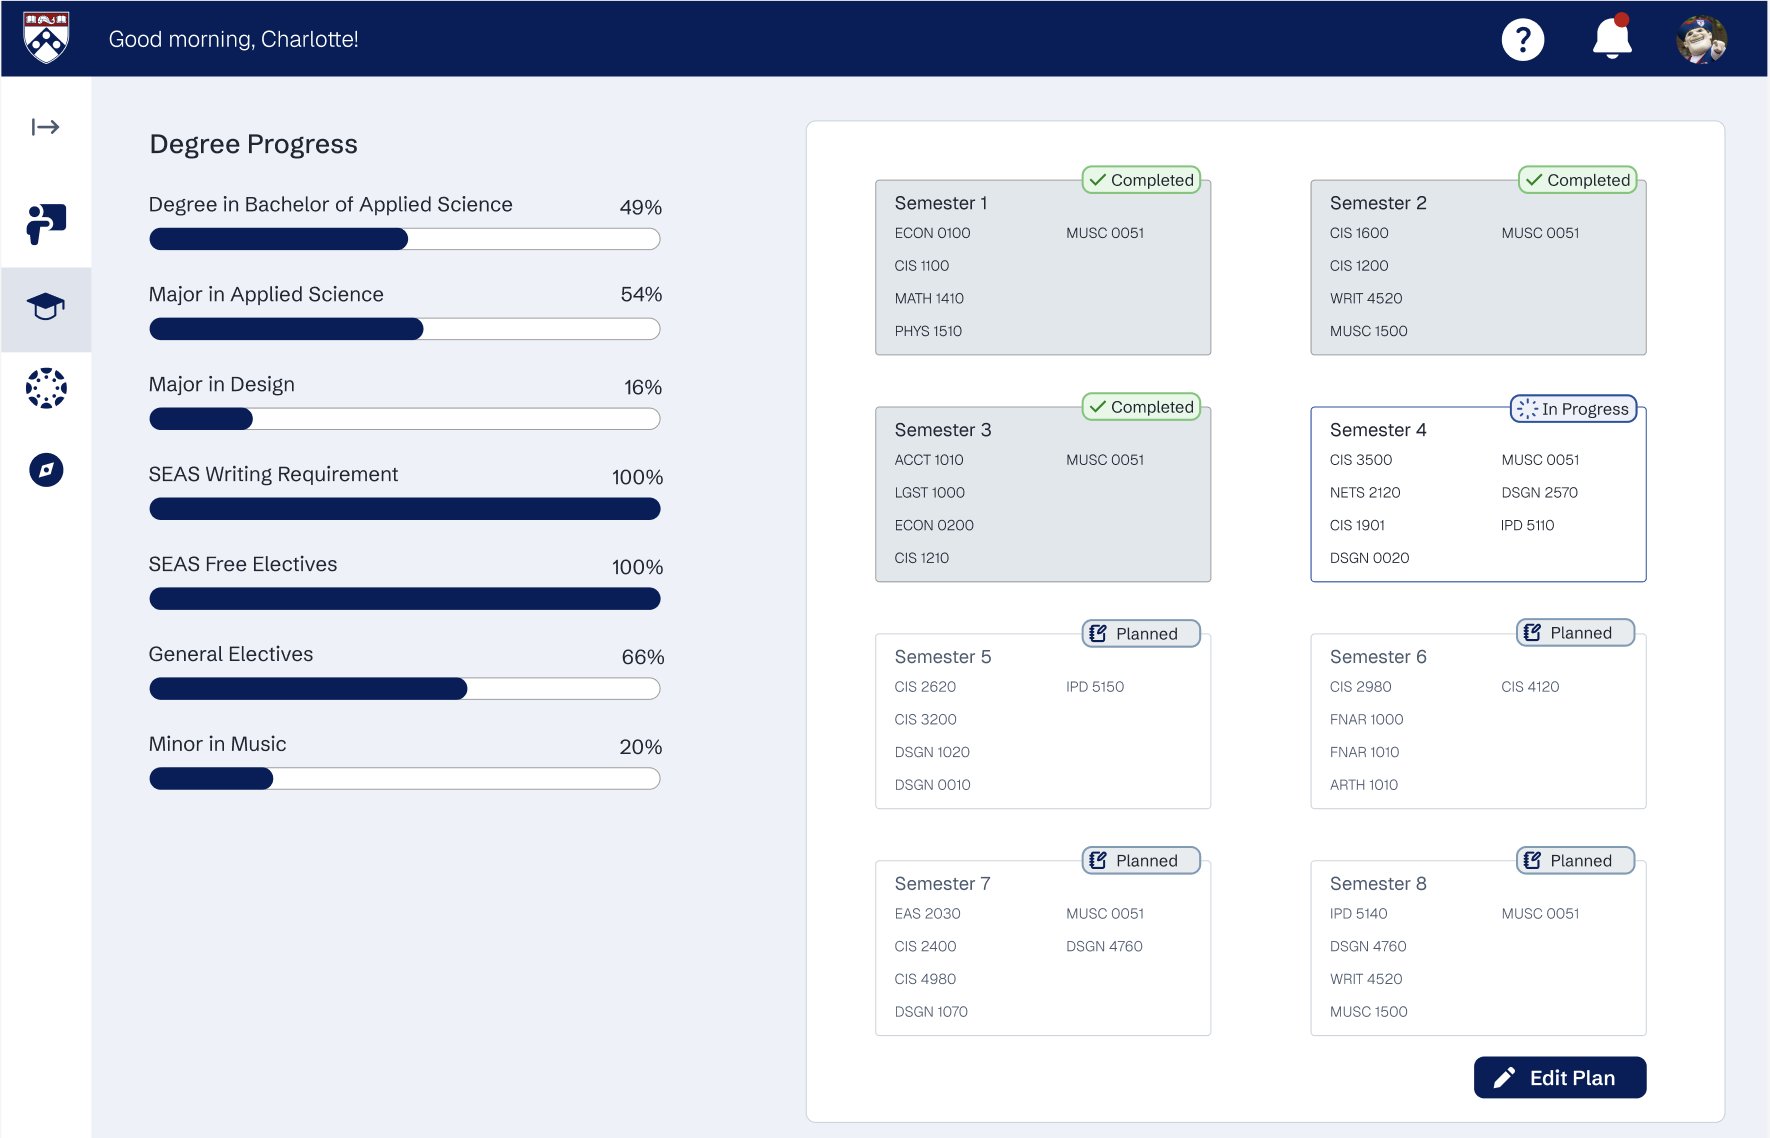 Good morning, Charlotte!
?
Degree Progress
Degree in Bachelor of Applied Science 49%
Major in Applied Science 54%
Major in Design 16%
SEAS Writing Requirement 100%
SEAS Free Electives 100%
General Electives 66%
Minor in Music 20%
Completed
Semester 1
ECON 0100 MUSC 0051
CIS 1100
MATH 1410
PHYS 1510
Completed
Semester 2
CIS 1600 MUSC 0051
CIS 1200
WRIT 4520
MUSC 1500
Completed
Semester 3
ACCT 1010 MUSC 0051
LGST 1000
ECON 0200
CIS 1210
In Progress
Semester 4
CIS 3500 MUSC 0051
NETS 2120 DSGN 2570
CIS 1901 IPD 5110
DSGN 0020
Planned
Semester 5
CIS 2620 IPD 5150
CIS 3200
DSGN 1020
DSGN 0010
Planned
Semester 6
CIS 2980 CIS 4120
FNAR 1000
FNAR 1010
ARTH 1010
Planned
Semester 7
EAS 2030 MUSC 0051
CIS 2400 DSGN 4760
CIS 4980
DSGN 1070
Planned
Semester 8
IPD 5140 MUSC 0051
DSGN 4760
WRIT 4520
MUSC 1500
Edit Plan